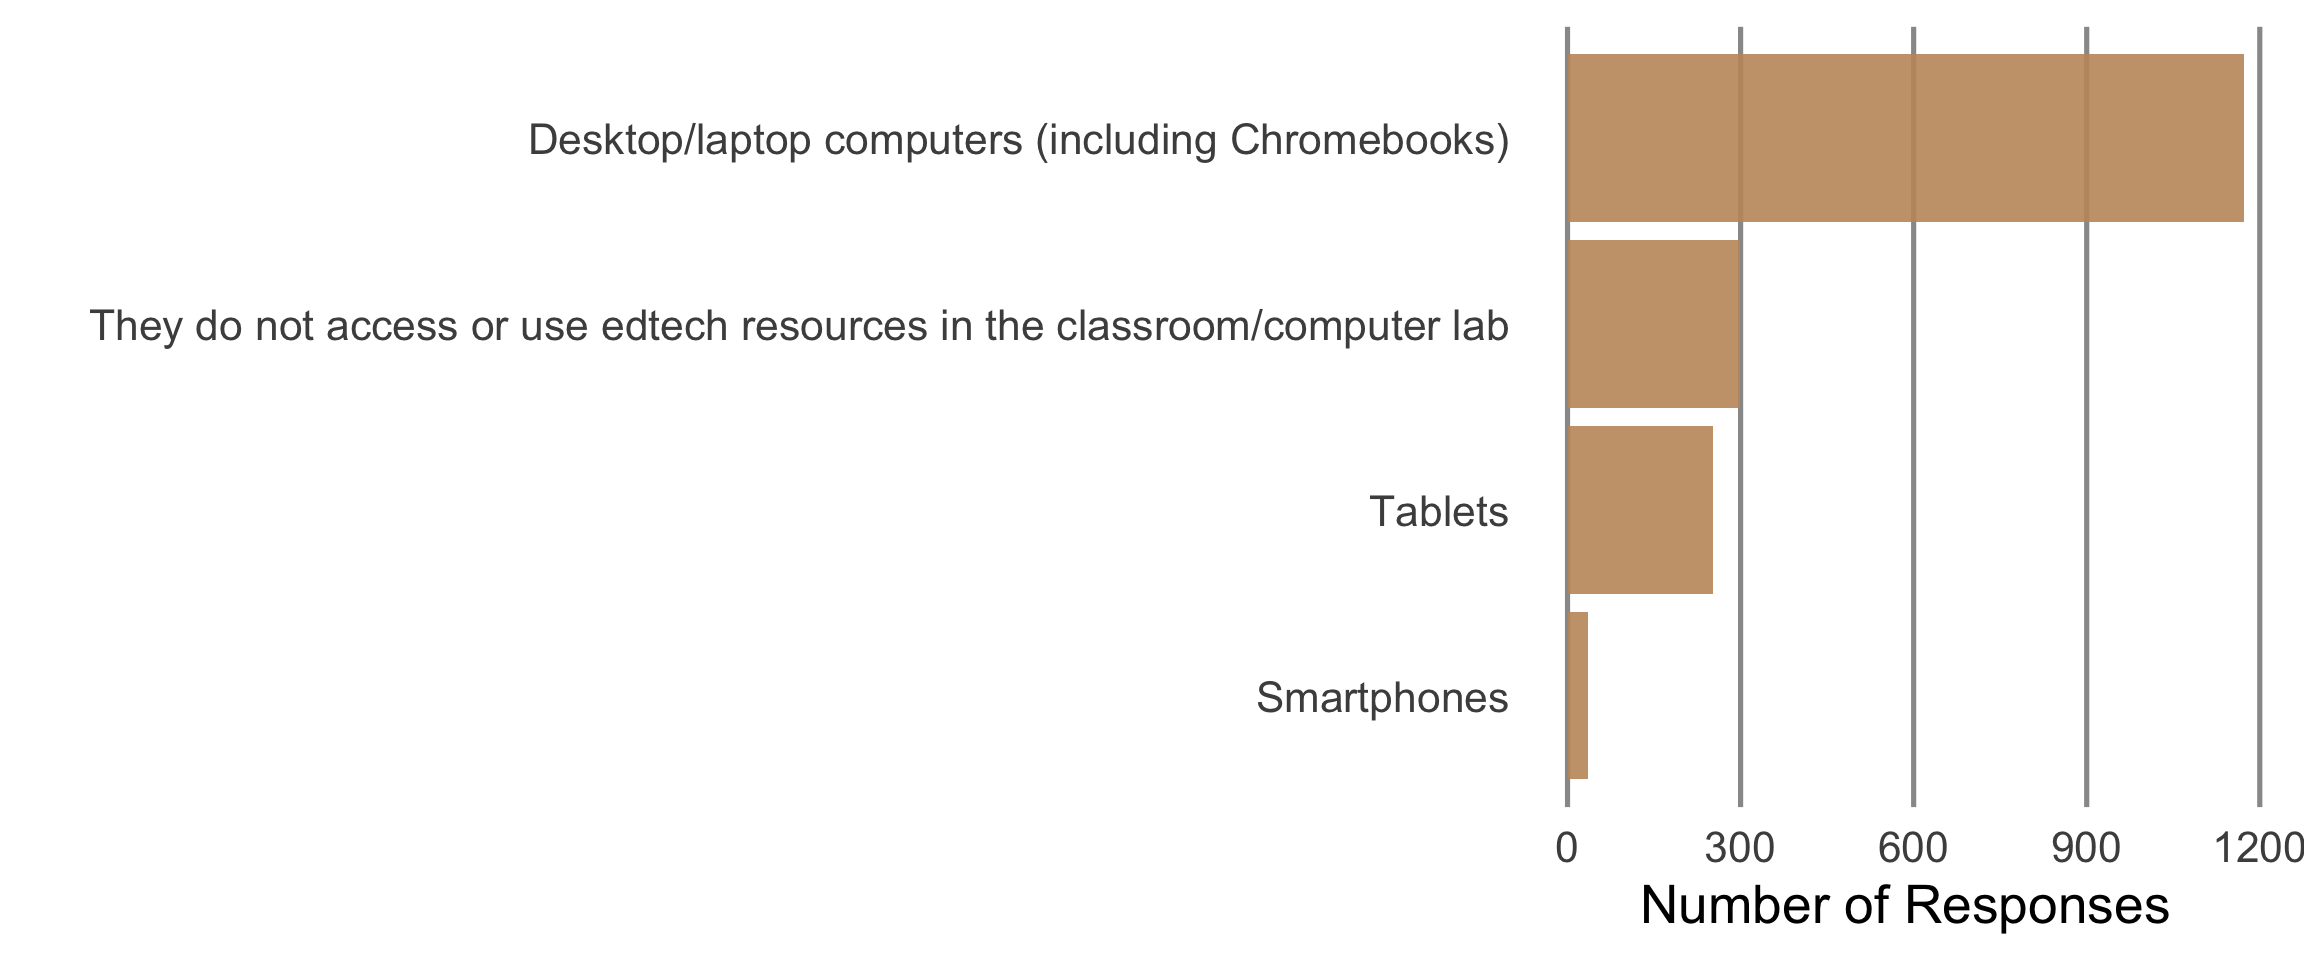 Desktop/laptop computers (including Chromebooks)
They do not access or use edtech resources in the classroom/computer lab
Tablets
Smartphones
0 300 600 900 1200
Number of Responses